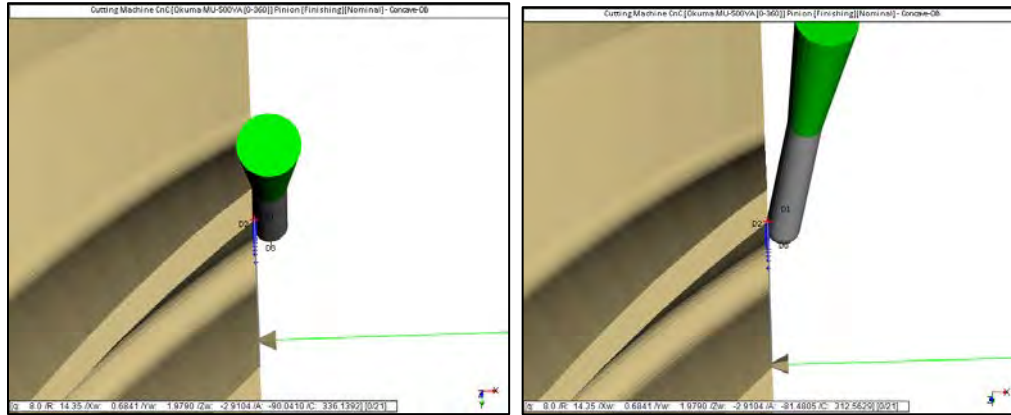 Cutting Machine CnC [Okuma MU-500VA [0-360]] Pinion [Finishing][Nominal] - Concave-OB
D2
D3
[q: 8.0 /R: 14.35 /Xw: 0.6841 /Yw: 1.9790 /Zw: -2.9104 /A: -90.0410 /C: 336.1392] [0/21]
X
Y
Cutting Machine CnC [Okuma MU-500VA [0-360]] Pinion [Finishing][Nominal] - Concave-OB
D1
D2
[q: 8.0 /R: 14.35 /Xw: 0.6841 /Yw: 1.9790 /Zw: -2.9104 /A: -81.4805 /C: 312.5629] [0/21]
X